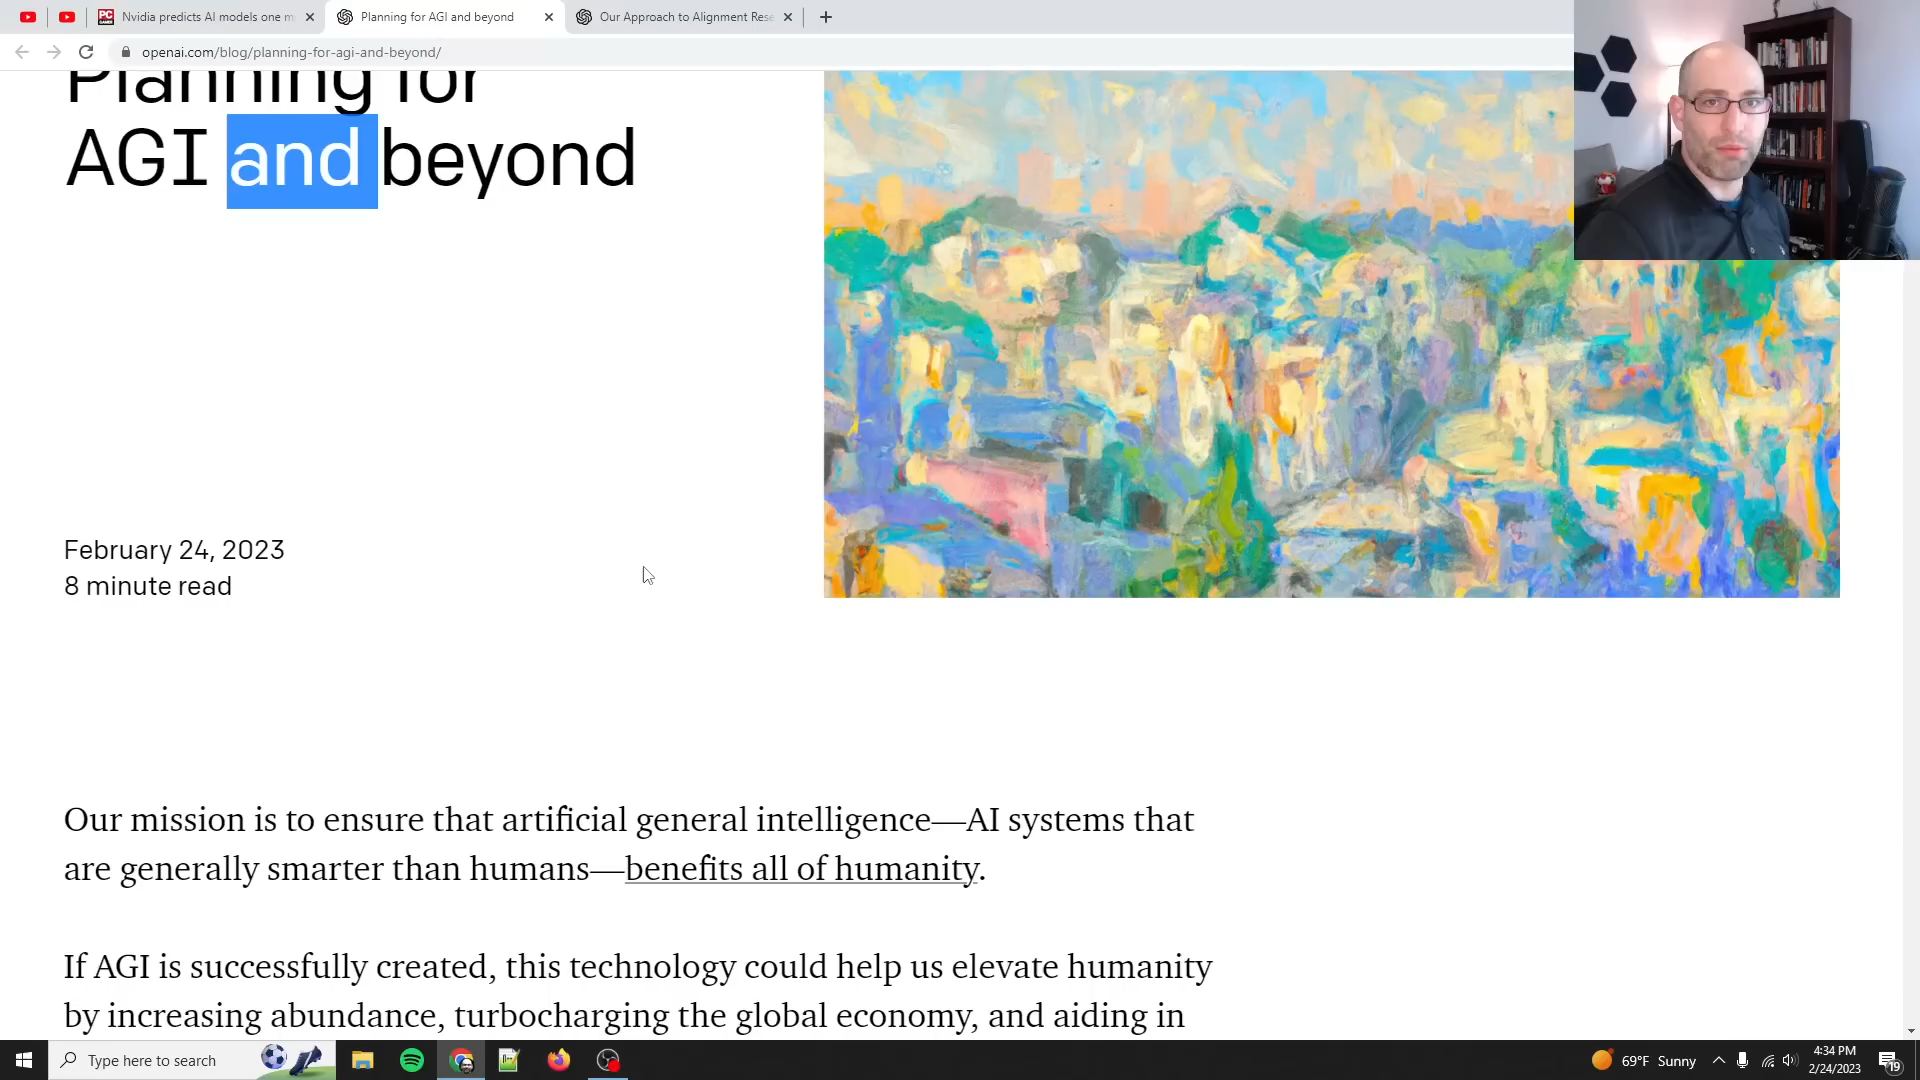 Nvidia predicts AI models one m
Planning for AGI and beyond
Our Approach to Alignment Rese
openai.com/blog/planning-for-agi-and-beyond/
Planning for
AGI and beyond
February 24, 2023
8 minute read
Our mission is to ensure that artificial general intelligence—AI systems that
are generally smarter than humans—benefits all of humanity.
If AGI is successfully created, this technology could help us elevate humanity
by increasing abundance, turbocharging the global economy, and aiding in
Type here to search
69°F Sunny
4:34 PM
2/24/2023
19